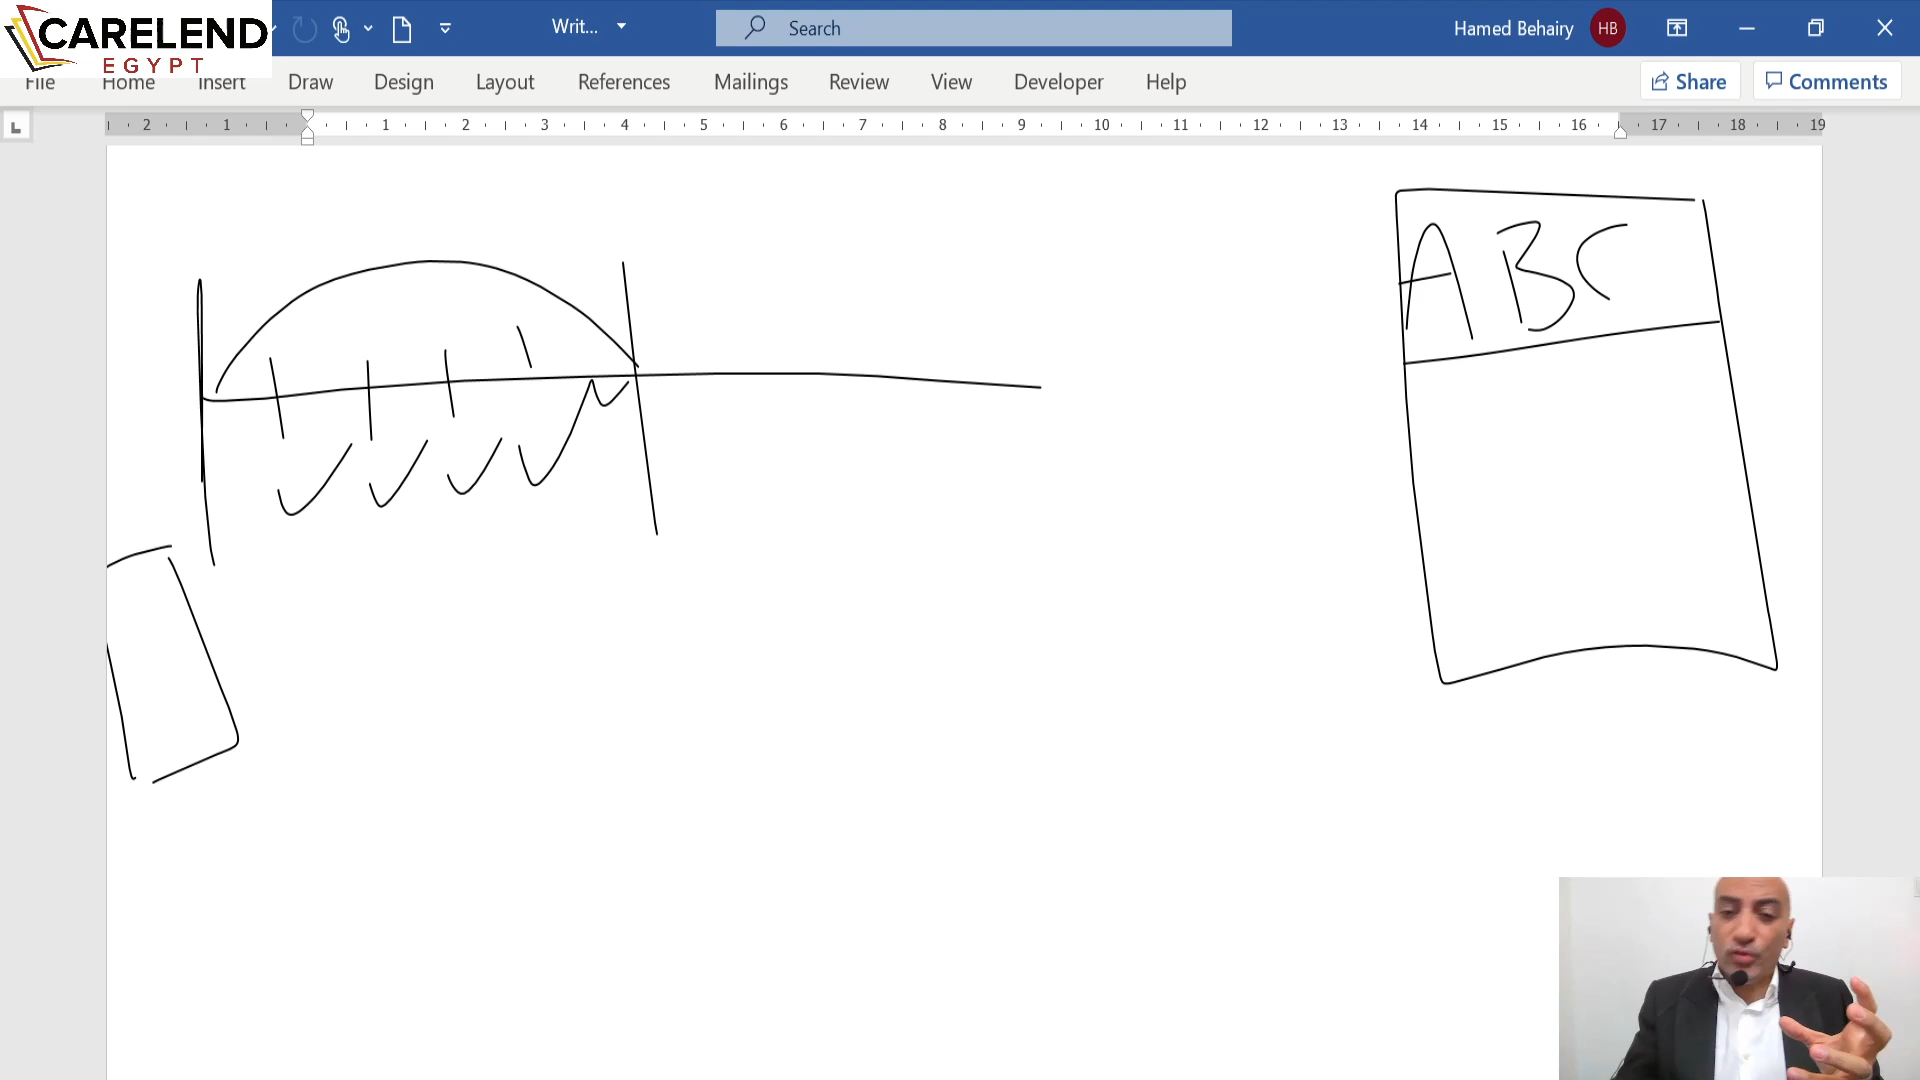 CARELEND
EGYPT
Writ...
Search
Hamed Behairy
HB
File
Home
Insert
Draw
Design
Layout
References
Mailings
Review
View
Developer
Help
Share
Comments
2 1 1 2 3 4 5 6 7 8 9 10 11 12 13 14 15 16 17 18 19
ABC